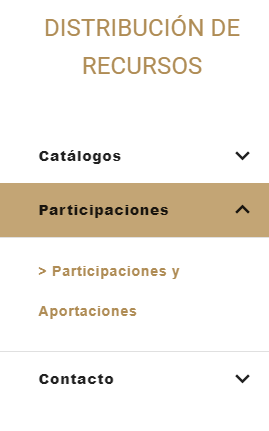 DISTRIBUCIÓN DE
RECURSOS
Catálogos
Participaciones
> Participaciones y
Aportaciones
Contacto